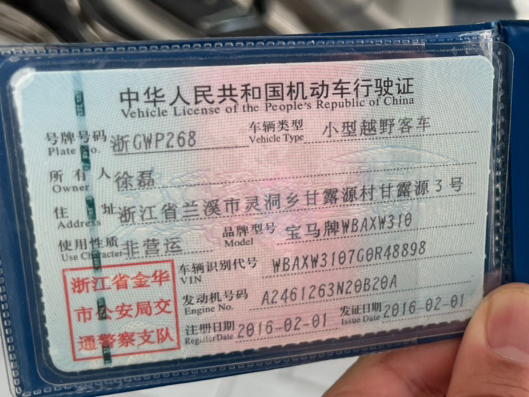 中华人民共和国机动车行驶证
Vehicle License of the People's Republic of China
号牌号码 浙GWP268 车辆类型 小型越野客车
Plate No. Vehicle Type
所有人 徐磊
Owner
住址 浙江省兰溪市灵洞乡甘露源村甘露源3号
Address
使用性质 非营运 品牌型号 宝马牌WBAXW310
Use Character Model
浙江省金华
市公安局交
通警察支队
车辆识别代号 WBAXW3107G0R48898
VIN
发动机号码 A2461263N20B20A
Engine No.
注册日期 2016-02-01 发证日期 2016-02-01
Register Date Issue Date